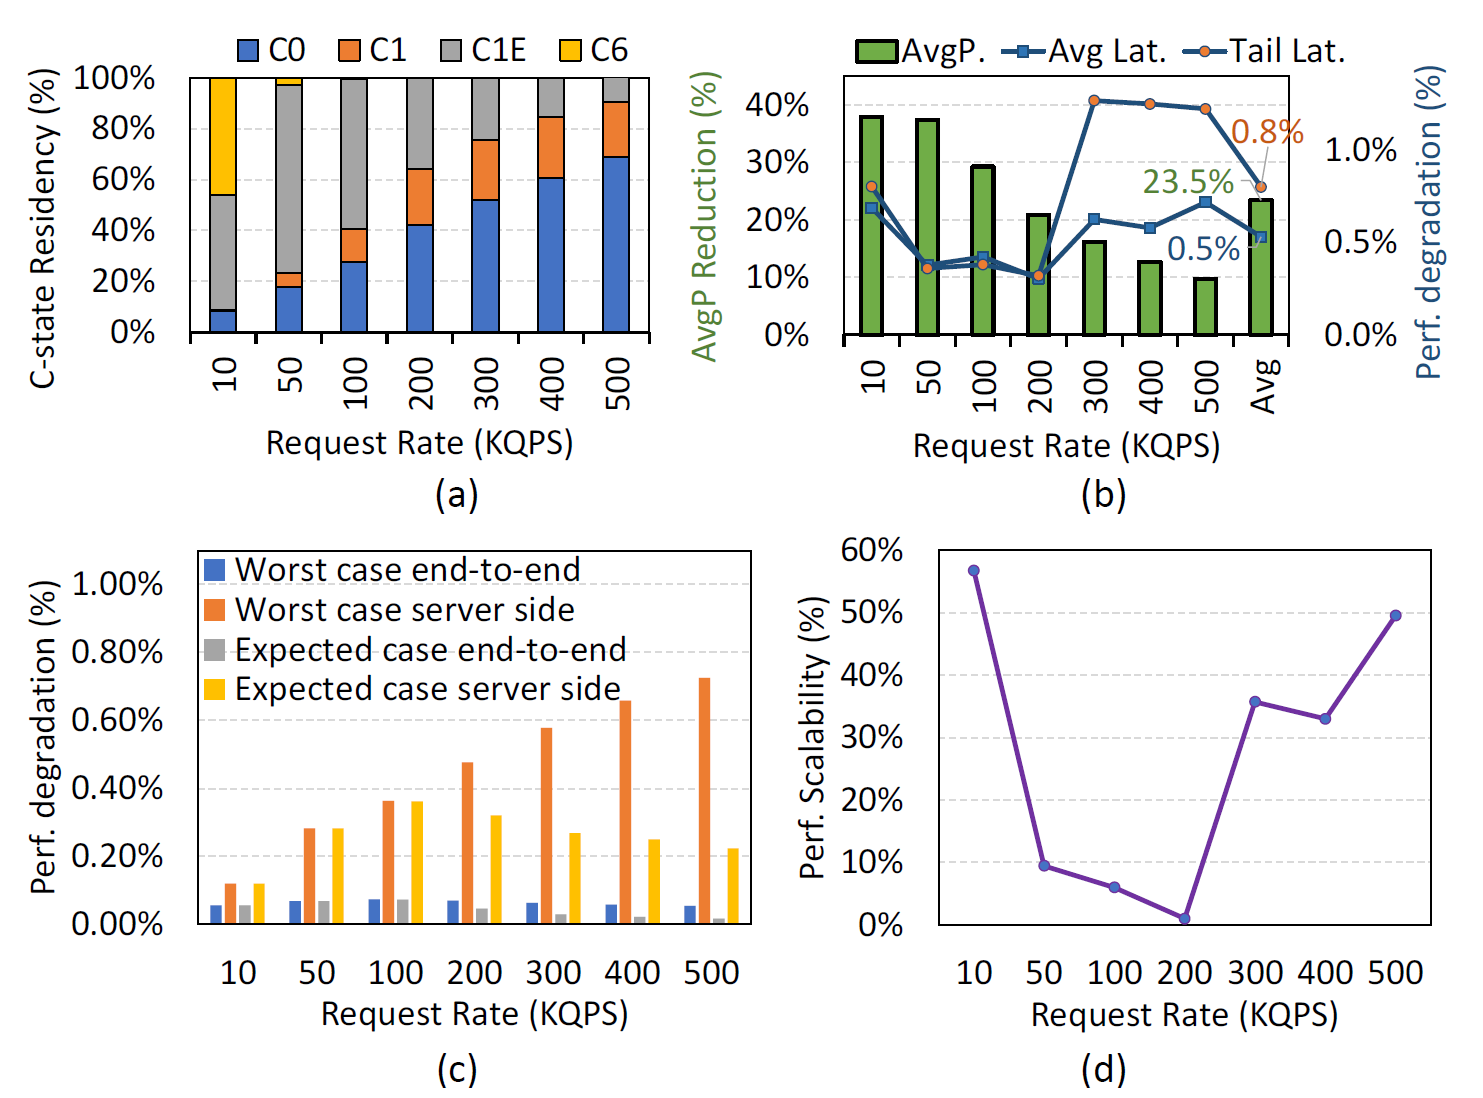 C0 C1 C1E C6
C-state Residency (%)
100%
80%
60%
40%
20%
0%
10 50 100 200 300 400 500
Request Rate (KQPS)
(a)
AvgP. Avg Lat. Tail Lat.
AvgP Reduction (%)
40%
30%
20%
10%
0%
0.8%
23.5%
0.5%
1.0%
0.5%
0.0%
Perf. degradation (%)
10 50 100 200 300 400 500 Avg
Request Rate (KQPS)
(b)
Perf. degradation (%)
1.00%
0.80%
0.60%
0.40%
0.20%
0.00%
Worst case end-to-end
Worst case server side
Expected case end-to-end
Expected case server side
10 50 100 200 300 400 500
Request Rate (KQPS)
(c)
Perf. Scalability (%)
60%
50%
40%
30%
20%
10%
0%
10 50 100 200 300 400 500
Request Rate (KQPS)
(d)